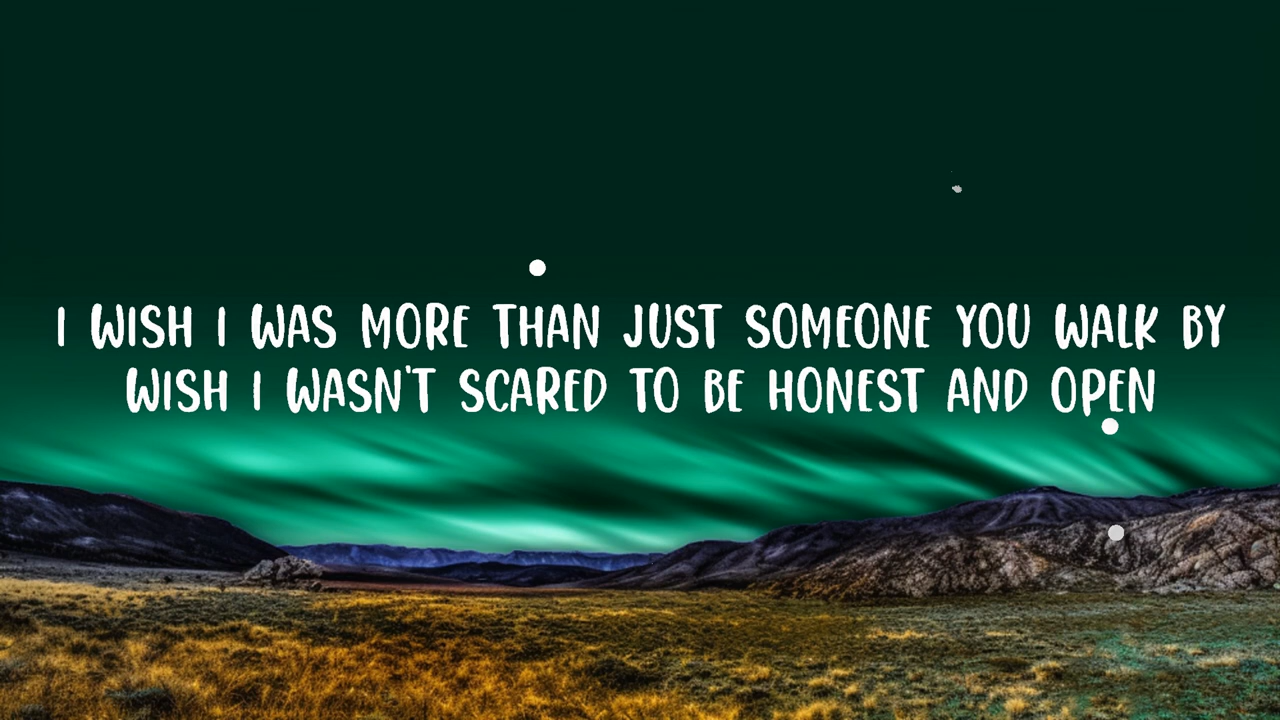 I WISH I WAS MORE THAN JUST SOMEONE YOU WALK BY
WISH I WASN'T SCARED TO BE HONEST AND OPEN